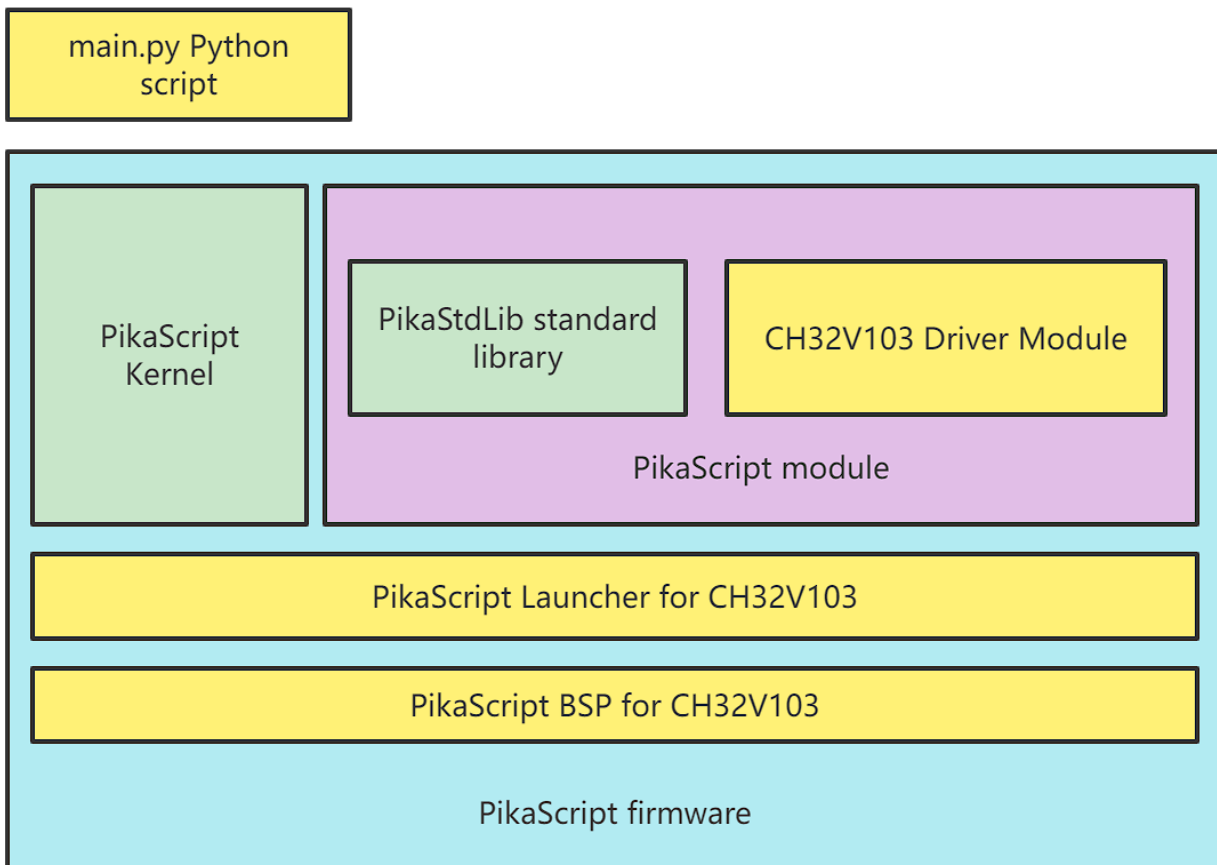 main.py Python
script
PikaScript
Kernel
PikaStdLib standard
library
CH32V103 Driver Module
PikaScript module
PikaScript Launcher for CH32V103
PikaScript BSP for CH32V103
PikaScript firmware